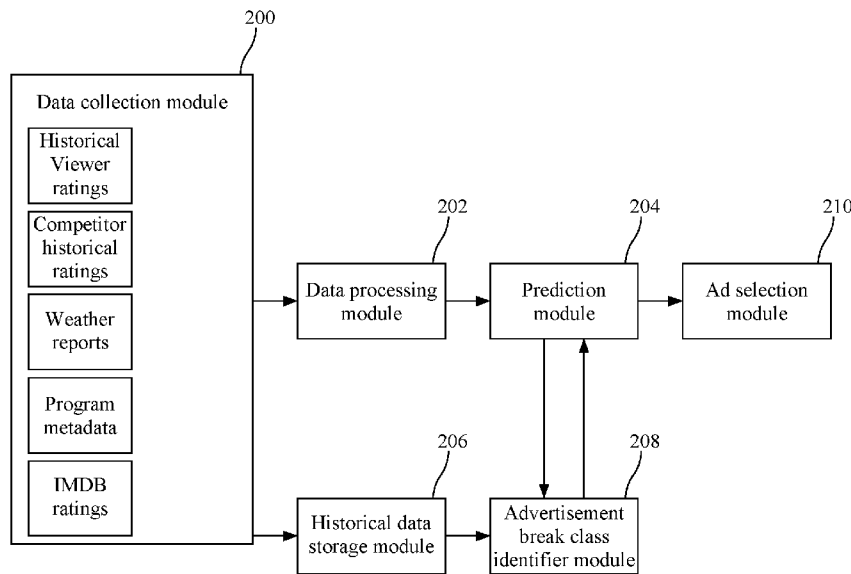 200
Data collection module
Historical
Viewer
ratings
Competitor
historical
ratings
Weather
reports
Program
metadata
IMDB
ratings
202
Data processing
module
204
Prediction
module
210
Ad selection
module
206
Historical data
storage module
208
Advertisement
break class
identifier module